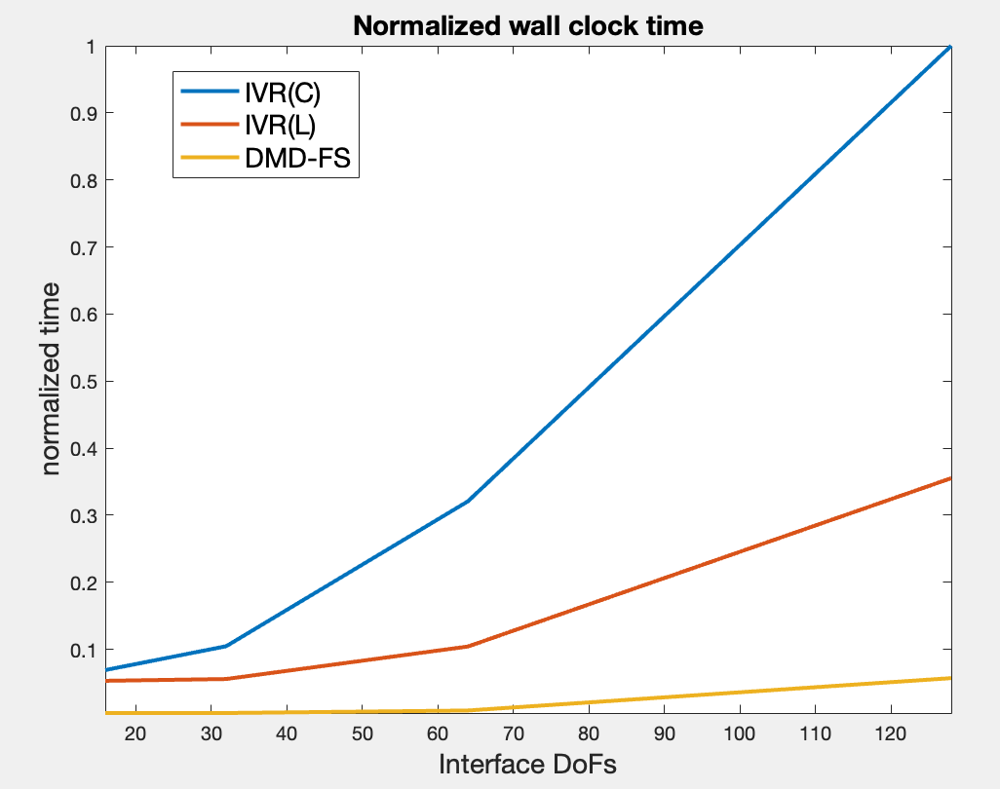 Normalized wall clock time
1
0.9
0.8
0.7
0.6
0.5
0.4
0.3
0.2
0.1
normalized time
IVR(C)
IVR(L)
DMD-FS
20 30 40 50 60 70 80 90 100 110 120
Interface DoFs